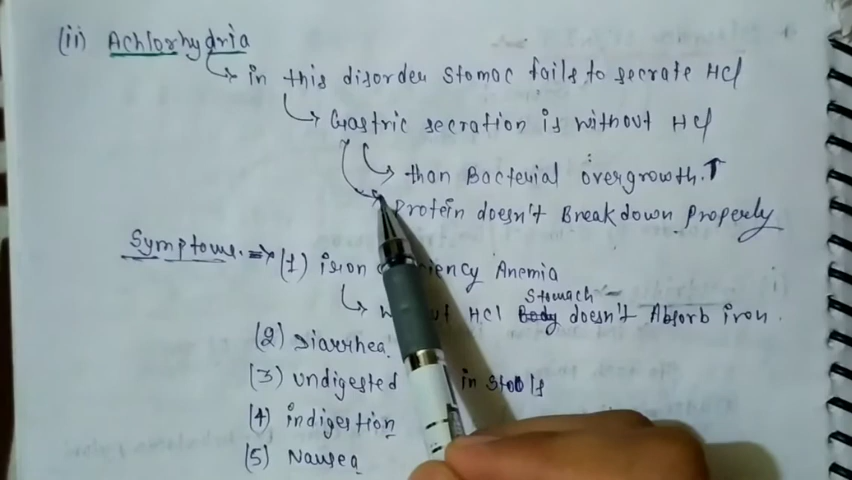 (ii) Achlorhydria
in this disorder Stomac fails to secrate HCl
Gastric secration is without HCl
than Bacterial overgrowth.↑
Protein doesn't Breakdown Properly
Symptoms. ⇒ (1) iron Anemia
HCl Body Stomach doesn't Absorb iron.
(2) Diarrhea.
(3) undigested in Stools
(4) indigestion
(5) Nausea